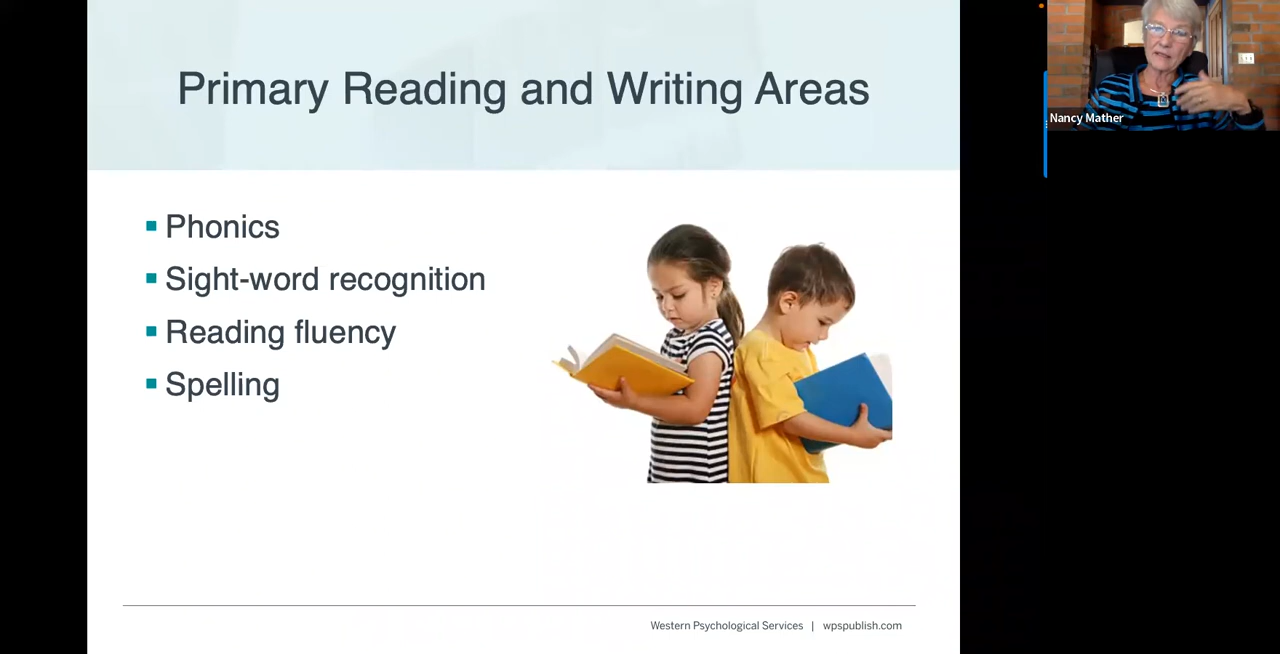 Primary Reading and Writing Areas
Phonics
Sight-word recognition
Reading fluency
Spelling
Western Psychological Services | wpspublish.com
Nancy Mather